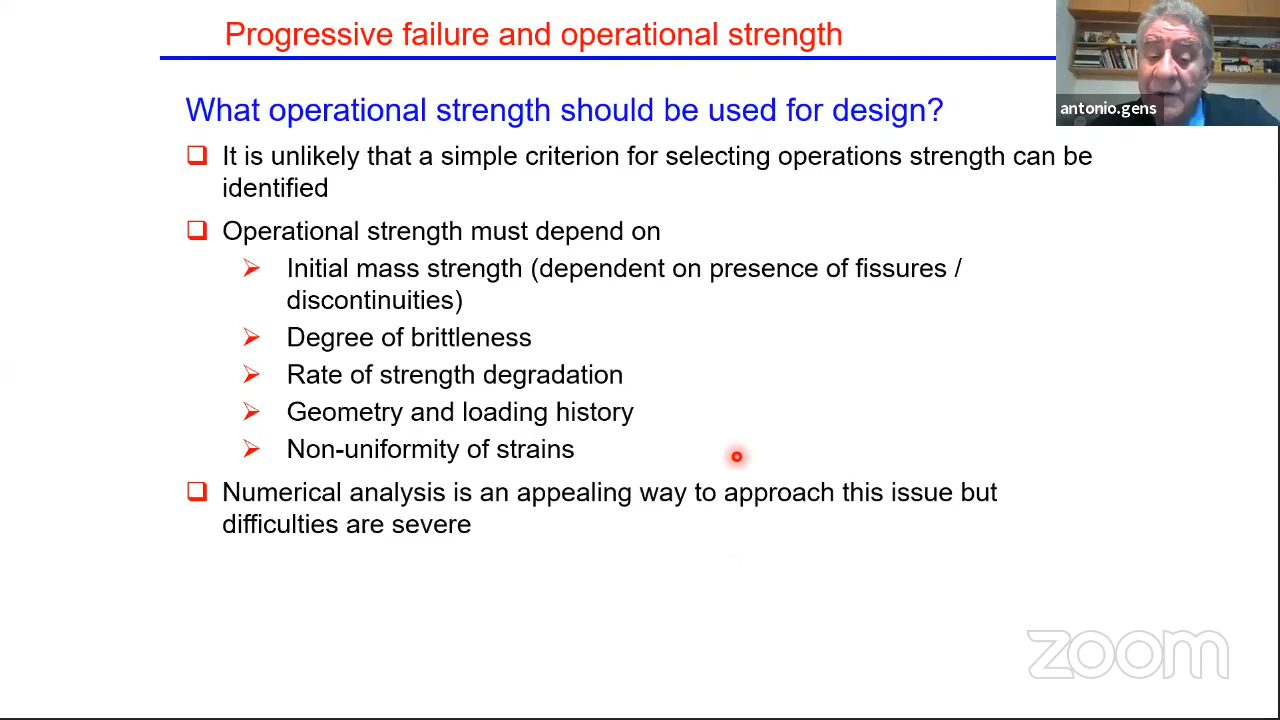 Progressive failure and operational strength
antonio.gens
What operational strength should be used for design?
It is unlikely that a simple criterion for selecting operations strength can be
identified
Operational strength must depend on
Initial mass strength (dependent on presence of fissures /
discontinuities)
Degree of brittleness
Rate of strength degradation
Geometry and loading history
Non-uniformity of strains
Numerical analysis is an appealing way to approach this issue but
difficulties are severe
zoom